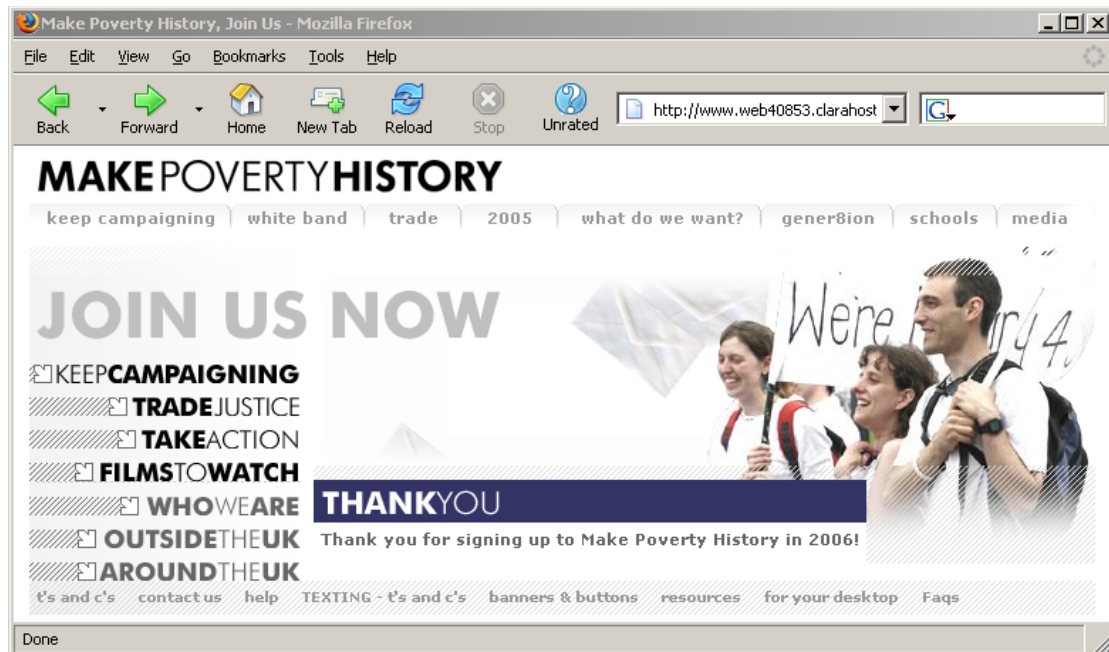 Make Poverty History, Join Us - Mozilla Firefox
File Edit View Go Bookmarks Tools Help
Back Forward Home New Tab Reload Stop Unrated http://www.web40853.clarahost G
MAKEPOVERTYHISTORY
keep campaigning white band trade 2005 what do we want? gener8ion schools media
JOIN US NOW
We're
4
KEEPCAMPAIGNING
TRADEJUSTICE
TAKEACTION
FILMSTOWATCH
WHOWEARE
OUTSIDETHEUK
AROUNDTHEUK
THANKYOU
Thank you for signing up to Make Poverty History in 2006!
t's and c's contact us help TEXTING - t's and c's banners & buttons resources for your desktop Faqs
Done